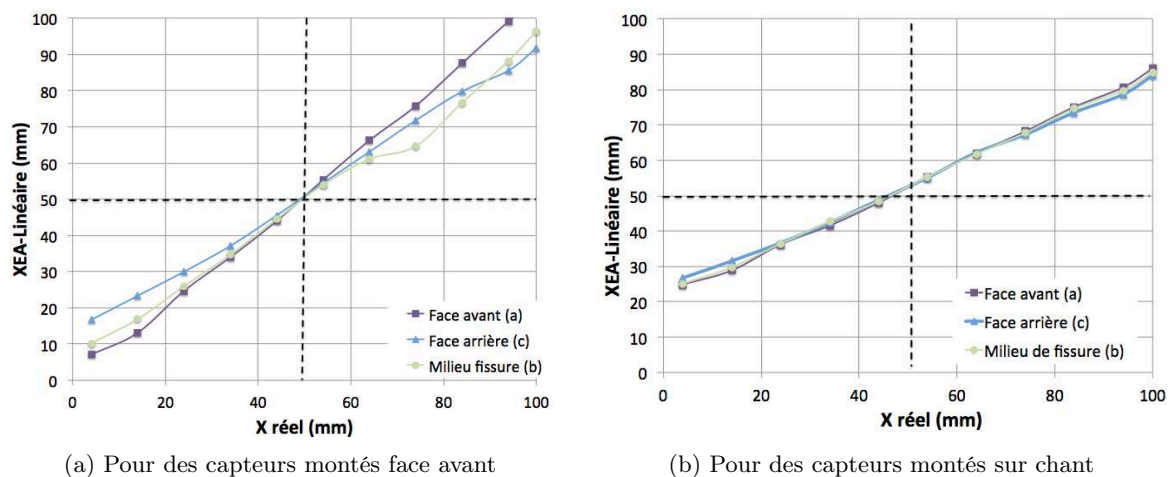 100
90
80
70
60
50
40
30
20
10
0
0 20 40 60 80 100
XEA-Linéaire (mm)
X réel (mm)
Face avant (a)
Face arrière (c)
Milieu fissure (b)
(a) Pour des capteurs montés face avant
100
90
80
70
60
50
40
30
20
10
0
0 20 40 60 80 100
XEA-Linéaire (mm)
X réel (mm)
Face avant (a)
Face arrière (c)
Milieu de fissure (b)
(b) Pour des capteurs montés sur chant